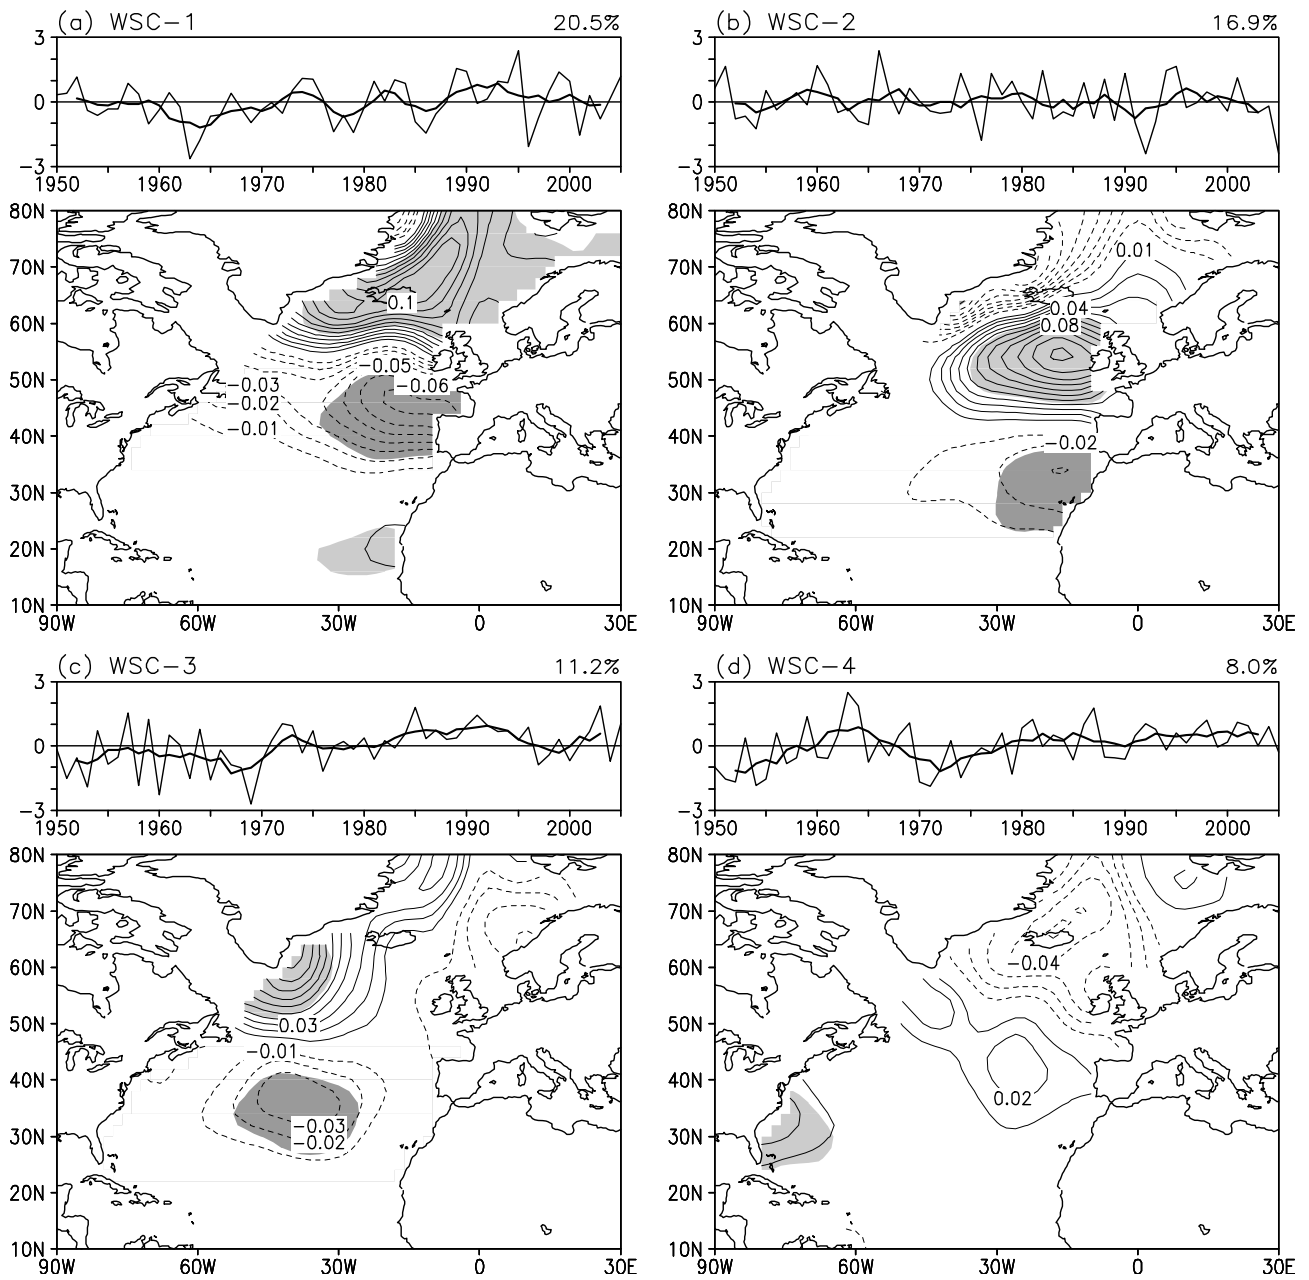 (a) WSC-1 20.5%
3
0
-3
1950 1960 1970 1980 1990 2000
80N
70N
60N
50N
40N
30N
20N
10N
90W 60W 30W 0 30E
0.1
-0.05
-0.03
-0.06
-0.02
-0.01
(b) WSC-2 16.9%
3
0
-3
1950 1960 1970 1980 1990 2000
80N
70N
60N
50N
40N
30N
20N
10N
90W 60W 30W 0 30E
0.01
0.04
0.08
-0.02
(c) WSC-3 11.2%
3
0
-3
1950 1960 1970 1980 1990 2000
80N
70N
60N
50N
40N
30N
20N
10N
90W 60W 30W 0 30E
0.03
-0.01
-0.03
-0.02
(d) WSC-4 8.0%
3
0
-3
1950 1960 1970 1980 1990 2000
80N
70N
60N
50N
40N
30N
20N
10N
90W 60W 30W 0 30E
-0.04
0.02